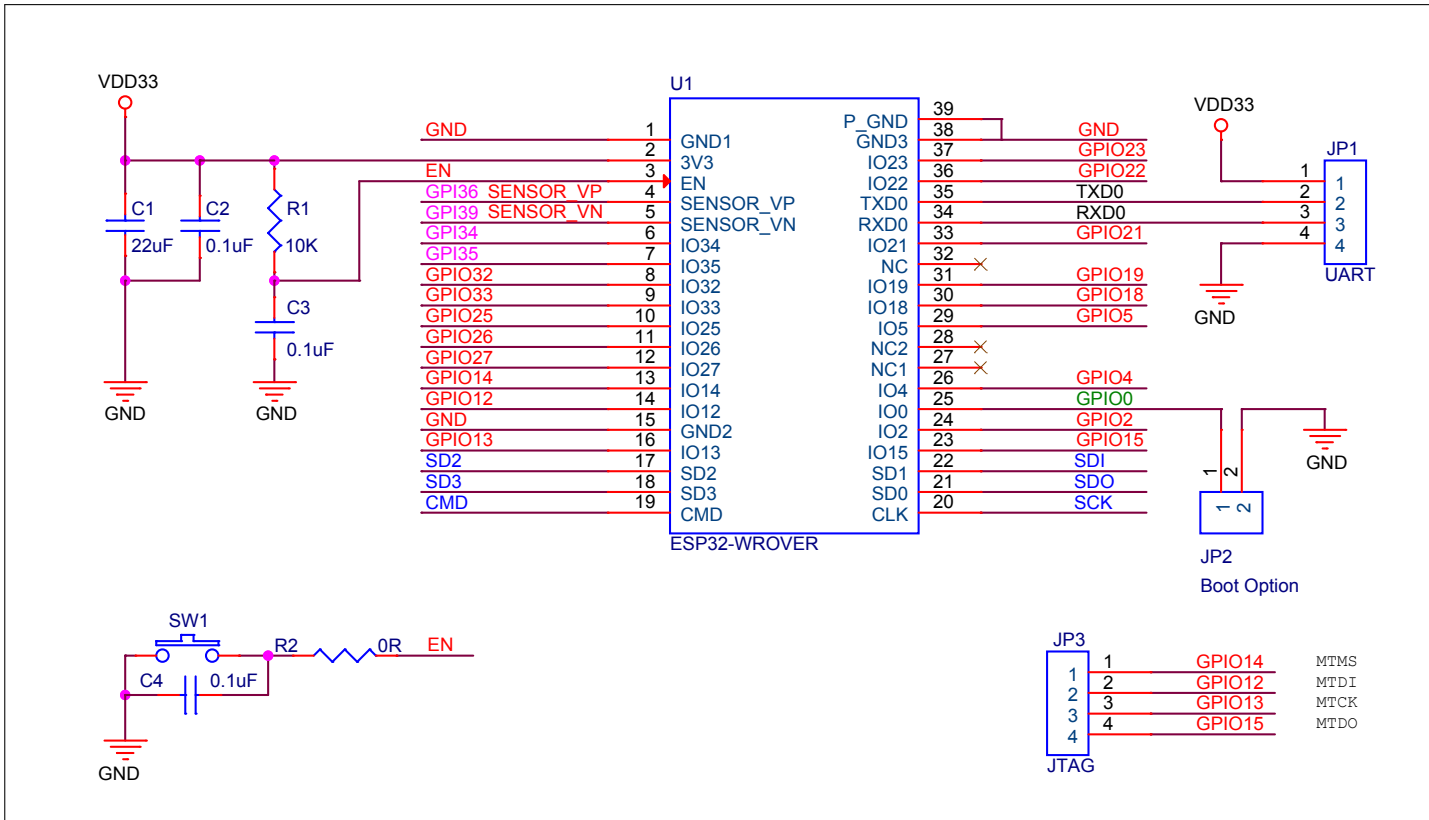 VDD33
C1
22uF
C2
0.1uF
R1
10K
C3
0.1uF
GND
GND
U1
GND 1 GND1
2 3V3
EN 3 EN
GPI36 SENSOR_VP 4 SENSOR_VP
GPI39 SENSOR_VN 5 SENSOR_VN
GPI34 6 IO34
GPI35 7 IO35
GPIO32 8 IO32
GPIO33 9 IO33
GPIO25 10 IO25
GPIO26 11 IO26
GPIO27 12 IO27
GPIO14 13 IO14
GPIO12 14 IO12
GND 15 GND2
GPIO13 16 IO13
SD2 17 SD2
SD3 18 SD3
CMD 19 CMD
P_GND 39
GND3 38 GND
IO23 37 GPIO23
IO22 36 GPIO22
TXD0 35 TXD0
RXD0 34 RXD0
IO21 33 GPIO21
NC 32
IO19 31 GPIO19
IO18 30 GPIO18
IO5 29 GPIO5
NC2 28
NC1 27
IO4 26 GPIO4
IO0 25 GPIO0
IO2 24 GPIO2
IO15 23 GPIO15
SD1 22 SDI
SD0 21 SDO
CLK 20 SCK
ESP32-WROVER
VDD33
JP1
1 1
2 2
3 3
4 4
UART
GND
GND
1 2
1 2
JP2
Boot Option
SW1
R2 0R EN
C4 0.1uF
GND
JP3
1 1 GPIO14 MTMS
2 2 GPIO12 MTDI
3 3 GPIO13 MTCK
4 4 GPIO15 MTDO
JTAG